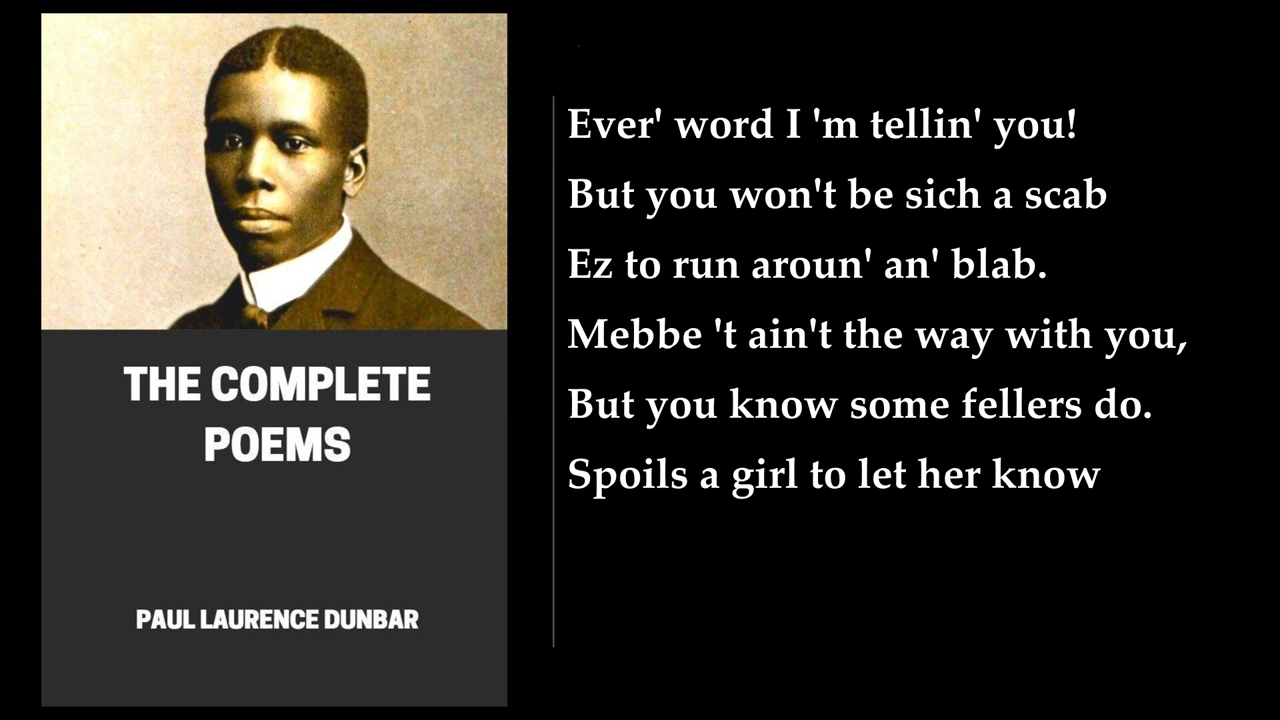 THE COMPLETE
POEMS
PAUL LAURENCE DUNBAR
Ever' word I 'm tellin' you!
But you won't be sich a scab
Ez to run aroun' an' blab.
Mebbe 't ain't the way with you,
But you know some fellers do.
Spoils a girl to let her know